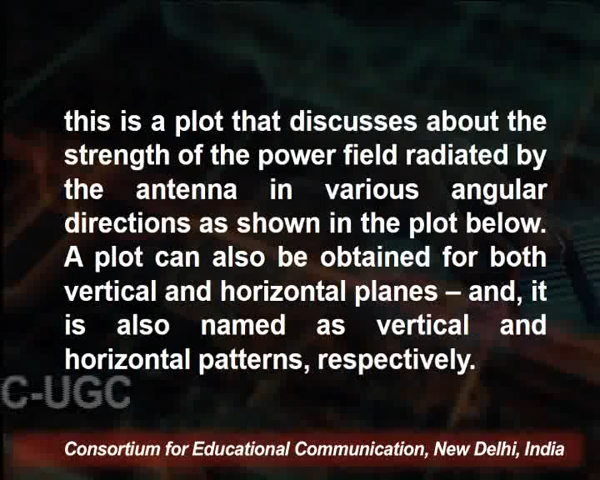 this is a plot that discusses about the
strength of the power field radiated by
the antenna in various angular
directions as shown in the plot below.
A plot can also be obtained for both
vertical and horizontal planes – and, it
is also named as vertical and
horizontal patterns, respectively.
C-UGC
Consortium for Educational Communication, New Delhi, India